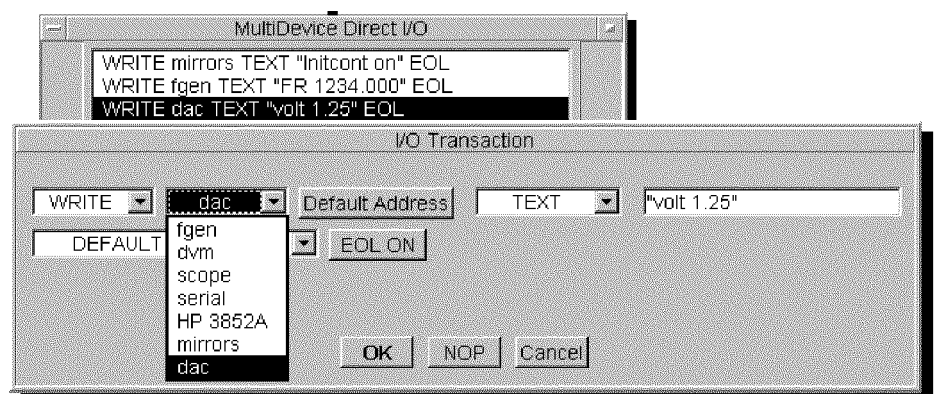 MultiDevice Direct I/O
WRITE mirrors TEXT "Initcont on" EOL
WRITE fgen TEXT "FR 1234.000" EOL
WRITE dac TEXT "volt 1.25" EOL
I/O Transaction
WRITE dac Default Address TEXT "volt 1.25"
DEFAULT EOL ON
fgen
dvm
scope
serial
HP 3852A
mirrors
dac
OK NOP Cancel